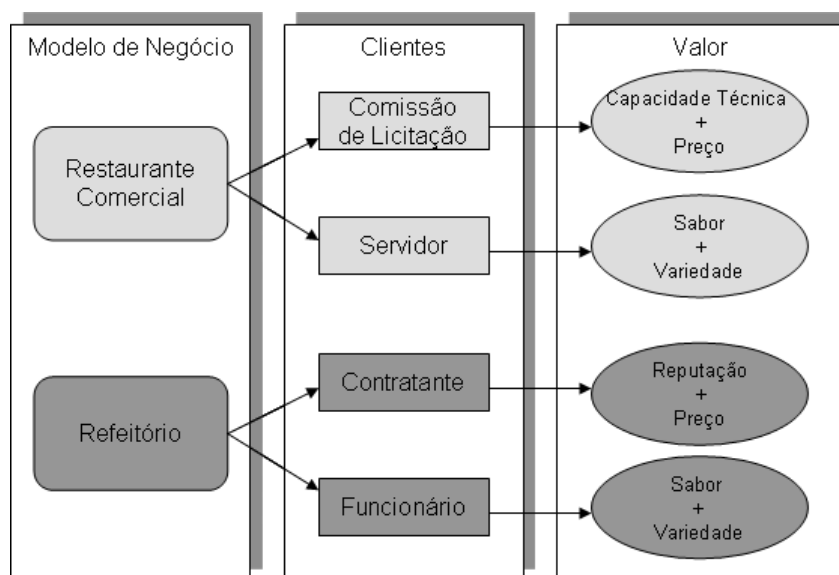 Modelo de Negócio
Clientes
Valor
Restaurante
Comercial
Comissão
de Licitação
Capacidade Técnica
+
Preço
Servidor
Sabor
+
Variedade
Refeitório
Contratante
Reputação
+
Preço
Funcionário
Sabor
+
Variedade